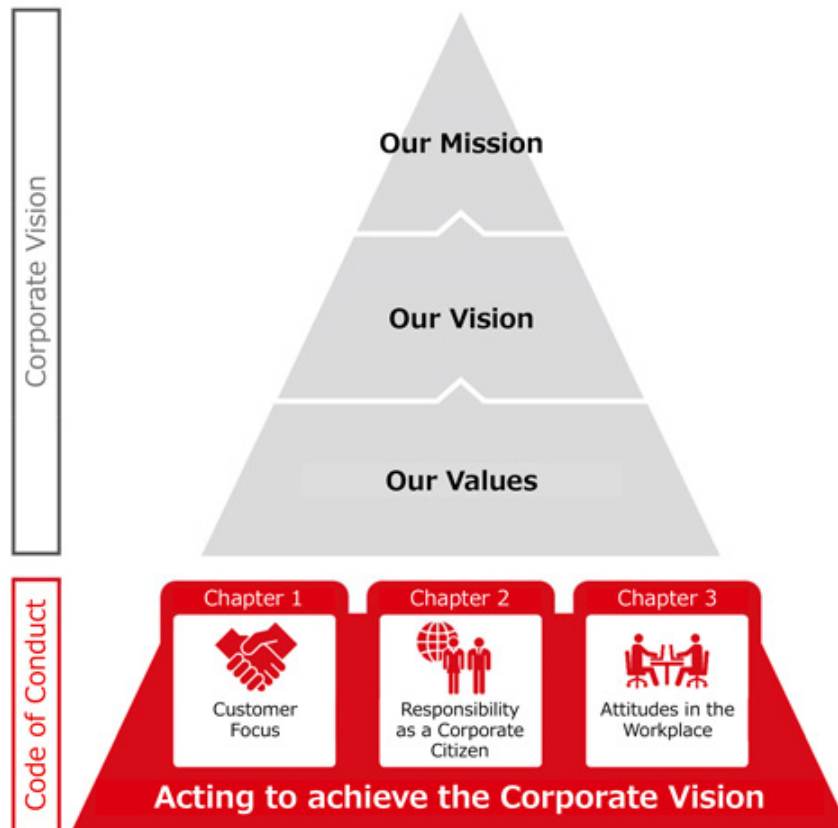 Corporate Vision
Our Mission
Our Vision
Our Values
Code of Conduct
Chapter 1
Customer
Focus
Chapter 2
Responsibility
as a Corporate
Citizen
Chapter 3
Attitudes in the
Workplace
Acting to achieve the Corporate Vision